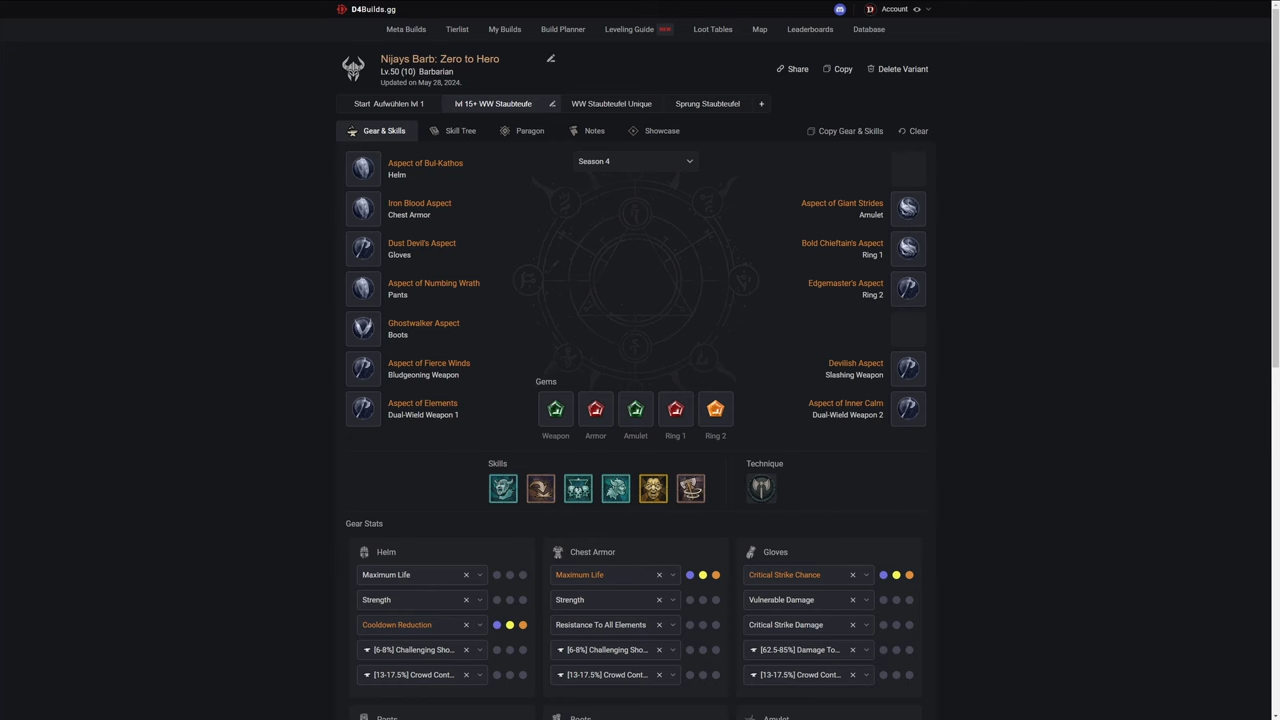 D4Builds.gg
Account
Meta Builds Tierlist My Builds Build Planner Leveling Guide NEW Loot Tables Map Leaderboards Database
Nijays Barb: Zero to Hero
Lv.50 (10) Barbarian
Updated on May 28, 2024.
Share Copy Delete Variant
Start Aufwühlen lvl 1 lvl 15+ WW Staubteufe WW Staubteufel Unique Sprung Staubteufel +
Gear & Skills Skill Tree Paragon Notes Showcase Copy Gear & Skills Clear
Season 4
Aspect of Bul-Kathos
Helm
Iron Blood Aspect
Chest Armor
Dust Devil's Aspect
Gloves
Aspect of Numbing Wrath
Pants
Ghostwalker Aspect
Boots
Aspect of Fierce Winds
Bludgeoning Weapon
Aspect of Elements
Dual-Wield Weapon 1
Aspect of Giant Strides
Amulet
Bold Chieftain's Aspect
Ring 1
Edgemaster's Aspect
Ring 2
Devilish Aspect
Slashing Weapon
Aspect of Inner Calm
Dual-Wield Weapon 2
Gems
Weapon Armor Amulet Ring 1 Ring 2
Skills Technique
Gear Stats
Helm
Maximum Life
Strength
Cooldown Reduction
[6-8%] Challenging Sho...
[13-17.5%] Crowd Cont...
Chest Armor
Maximum Life
Strength
Resistance To All Elements
[6-8%] Challenging Sho...
[13-17.5%] Crowd Cont...
Gloves
Critical Strike Chance
Vulnerable Damage
Critical Strike Damage
[62.5-85%] Damage To...
[13-17.5%] Crowd Cont...
Pants Boots Amulet